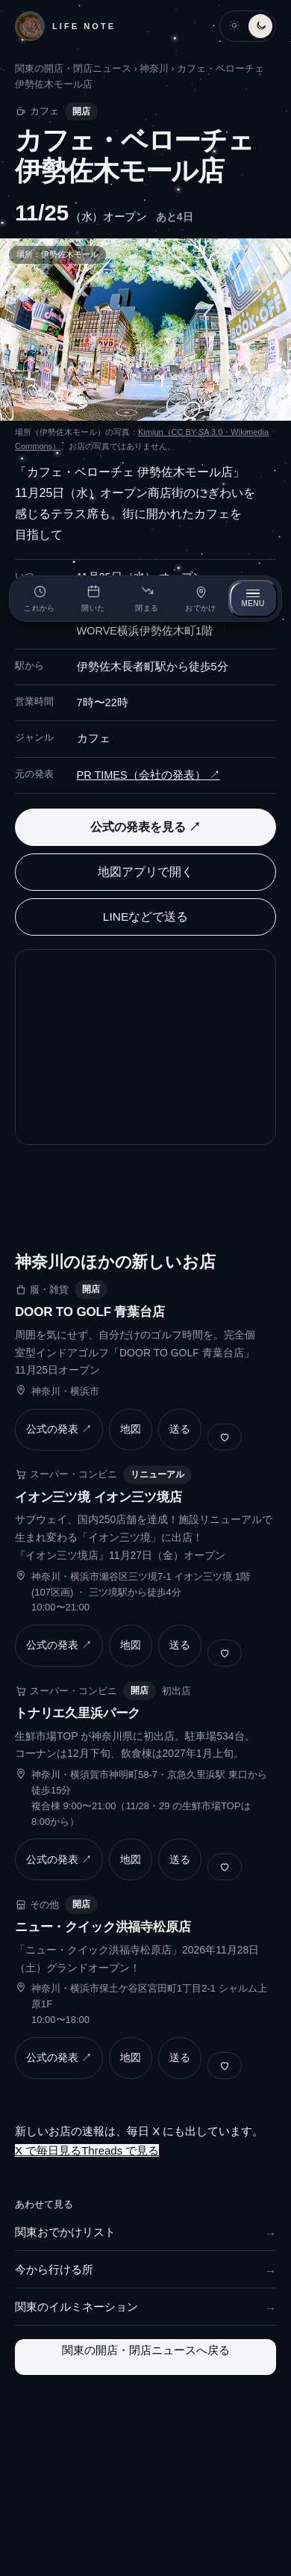 LIFE NOTE
関東の開店・閉店ニュース › 神奈川 › カフェ・ベローチェ
伊勢佐木モール店
カフェ 開店
カフェ・ベローチェ
伊勢佐木モール店
11/25（水）オープン あと4日
場所：伊勢佐木モール
BOOK-OFF
場所（伊勢佐木モール）の写真：Kimjun（CC BY-SA 3.0・Wikimedia
Commons）。お店の写真ではありません。
「カフェ・ベローチェ 伊勢佐木モール店」
11月25日（水）オープン商店街のにぎわいを
感じるテラス席も。街に開かれたカフェを
目指して
いつ 11月25日（水） オープン
これから 開いた 閉まる おでかけ MENU
WORVE横浜伊勢佐木町1階
駅から 伊勢佐木長者町駅から徒歩5分
営業時間 7時〜22時
ジャンル カフェ
元の発表 PR TIMES（会社の発表） ↗
公式の発表を見る ↗
地図アプリで開く
LINEなどで送る
神奈川のほかの新しいお店
服・雑貨 開店
DOOR TO GOLF 青葉台店
周囲を気にせず、自分だけのゴルフ時間を。完全個
室型インドアゴルフ「DOOR TO GOLF 青葉台店」
11月25日オープン
神奈川・横浜市
公式の発表 ↗ 地図 送る
スーパー・コンビニ リニューアル
イオン三ツ境 イオン三ツ境店
サブウェイ、国内250店舗を達成！施設リニューアルで
生まれ変わる「イオン三ツ境」に出店！
『イオン三ツ境店』11月27日（金）オープン
神奈川・横浜市瀬谷区三ツ境7-1 イオン三ツ境 1階
(107区画) ・ 三ツ境駅から徒歩4分
10:00〜21:00
公式の発表 ↗ 地図 送る
スーパー・コンビニ 開店 初出店
トナリエ久里浜パーク
生鮮市場TOP が神奈川県に初出店。駐車場534台。
コーナンは12月下旬、飲食棟は2027年1月上旬。
神奈川・横須賀市神明町58-7・京急久里浜駅 東口から
徒歩15分
複合棟 9:00〜21:00（11/28・29 の生鮮市場TOPは
8:00から）
公式の発表 ↗ 地図 送る
その他 開店
ニュー・クイック洪福寺松原店
「ニュー・クイック洪福寺松原店」2026年11月28日
（土）グランドオープン！
神奈川・横浜市保土ケ谷区宮田町1丁目2-1 シャルム上
原1F
10:00〜18:00
公式の発表 ↗ 地図 送る
新しいお店の速報は、毎日 X にも出しています。
X で毎日見るThreads で見る
あわせて見る
関東おでかけリスト →
今から行ける所 →
関東のイルミネーション →
関東の開店・閉店ニュースへ戻る